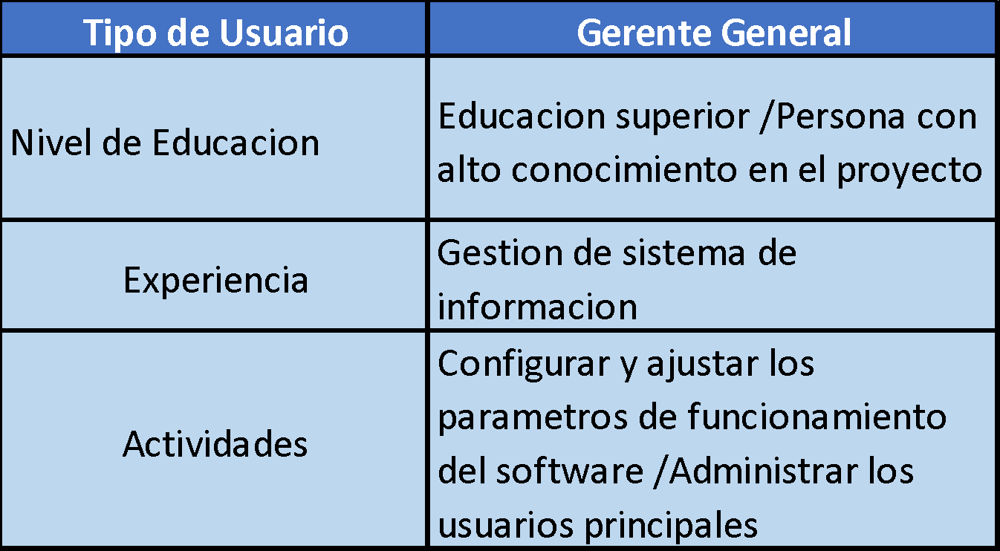 Tipo de Usuario
Gerente General
Nivel de Educacion
Educacion superior /Persona con
alto conocimiento en el proyecto
Experiencia
Gestion de sistema de
informacion
Actividades
Configurar y ajustar los
parametros de funcionamiento
del software /Administrar los
usuarios principales